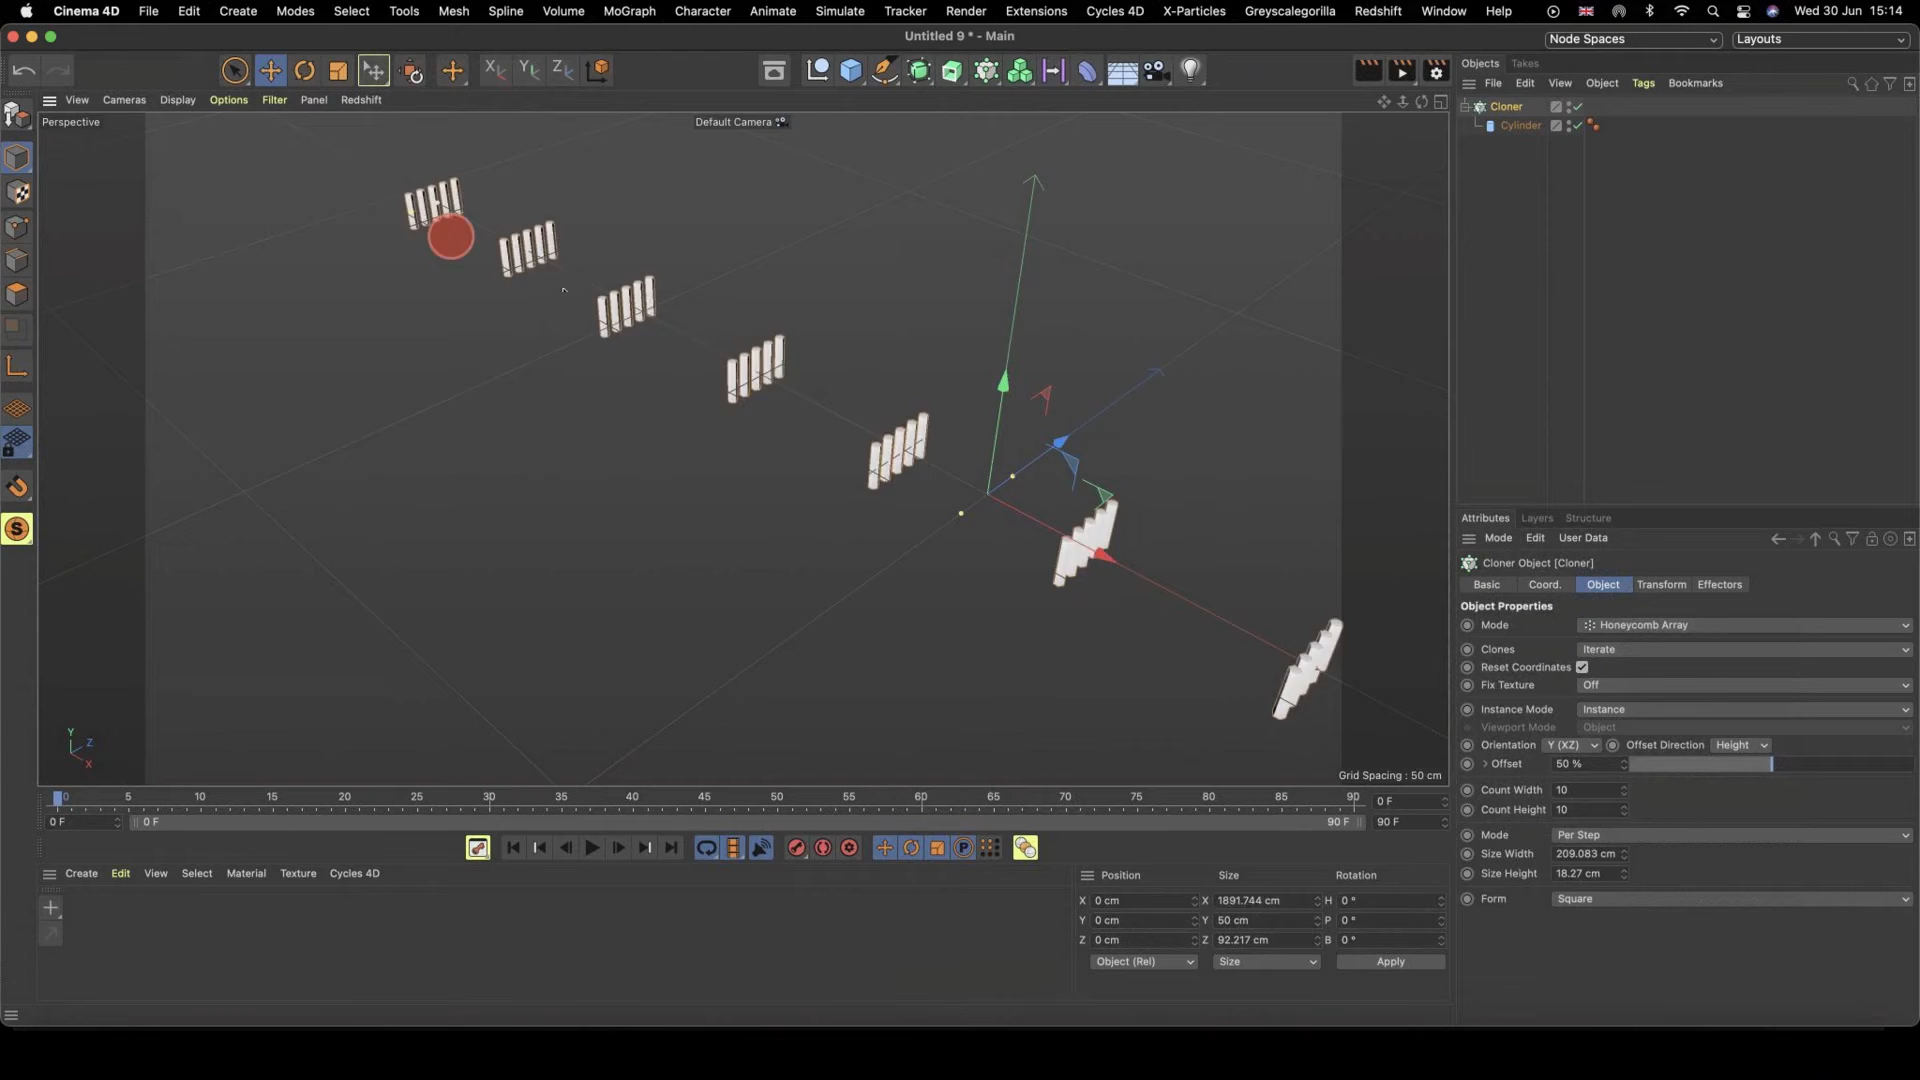 Cinema 4D File Edit Create Modes Select Tools Mesh Spline Volume MoGraph Character Animate Simulate Tracker Render Extensions Cycles 4D X-Particles Greyscalegorilla Redshift Window Help Wed 30 Jun 15:14
Untitled 9 * - Main
Node Spaces Layouts
Objects Takes
File Edit View Object Tags Bookmarks
View Cameras Display Options Filter Panel Redshift
Cloner
Cylinder
Perspective
Default Camera
Y
Z
X
Grid Spacing : 50 cm
0 5 10 15 20 25 30 35 40 45 50 55 60 65 70 75 80 85 90
0 F
0 F 0 F 90 F 90 F
Create Edit View Select Material Texture Cycles 4D
Position Size Rotation
X 0 cm X 1891.744 cm H 0 °
Y 0 cm Y 50 cm P 0 °
Z 0 cm Z 92.217 cm B 0 °
Object (Rel) Size Apply
Attributes Layers Structure
Mode Edit User Data
Cloner Object [Cloner]
Basic Coord. Object Transform Effectors
Object Properties
Mode Honeycomb Array
Clones Iterate
Reset Coordinates
Fix Texture Off
Instance Mode Instance
Viewport Mode Object
Orientation Y (XZ) Offset Direction Height
Offset 50 %
Count Width 10
Count Height 10
Mode Per Step
Size Width 209.083 cm
Size Height 18.27 cm
Form Square